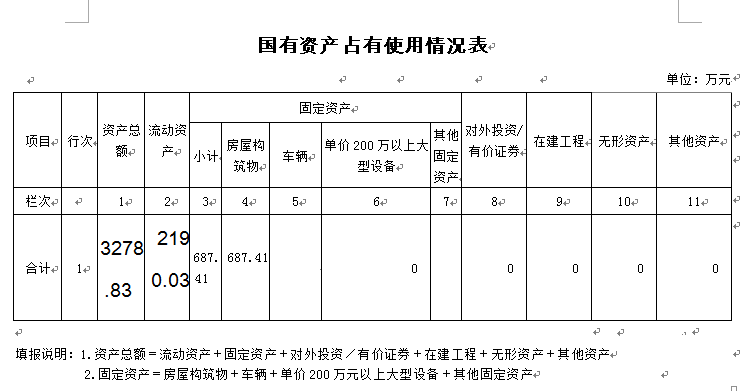 国有资产占有使用情况表
单位：万元
项目 行次 资产总额 流动资产 固定资产 对外投资/有价证券 在建工程 无形资产 其他资产
小计 房屋构筑物 车辆 单价200万以上大型设备 其他固定资产
栏次 1 2 3 4 5 6 7 8 9 10 11
合计 1 3278.83 2190.03 687.41 687.41 0 0 0 0 0
填报说明：1.资产总额＝流动资产＋固定资产＋对外投资／有价证券＋在建工程＋无形资产＋其他资产
2.固定资产＝房屋构筑物＋车辆＋单价200万元以上大型设备＋其他固定资产